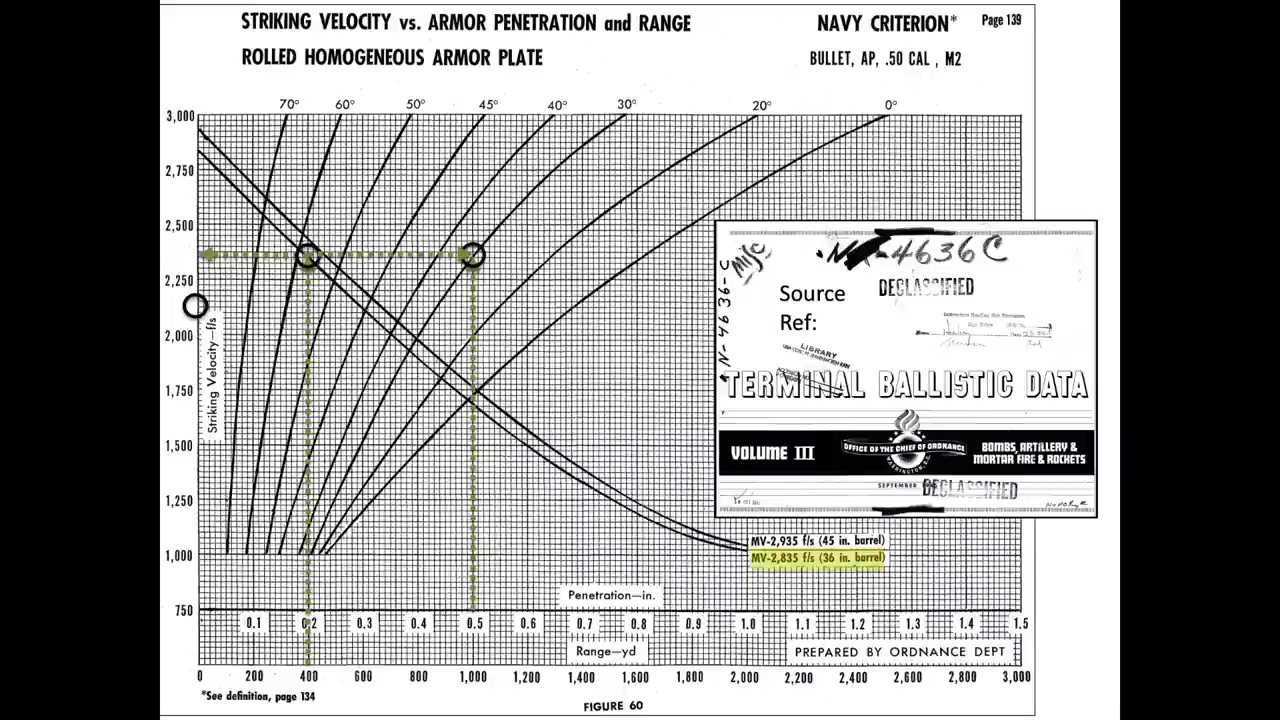 STRIKING VELOCITY vs. ARMOR PENETRATION and RANGE
NAVY CRITERION*
Page 139
ROLLED HOMOGENEOUS ARMOR PLATE
BULLET, AP, .50 CAL , M2
70° 60° 50° 45° 40° 30° 20° 0°
3,000
2,750
2,500
2,250
2,000
1,750
1,500
1,250
1,000
750
Striking Velocity—f/s
N-4636-C
Misc
4636C
DECLASSIFIED
Source
Ref:
LIBRARY
TERMINAL BALLISTIC DATA
VOLUME III
OFFICE OF THE CHIEF OF ORDNANCE
WASHINGTON, D.C.
BOMBS, ARTILLERY &
MORTAR FIRE & ROCKETS
SEPTEMBER
DECLASSIFIED
MV-2,935 f/s (45 in. barrel)
MV-2,835 f/s (36 in. barrel)
Penetration—in.
0.1 0.2 0.3 0.4 0.5 0.6 0.7 0.8 0.9 1.0 1.1 1.2 1.3 1.4 1.5
Range—yd
PREPARED BY ORDNANCE DEPT
0 200 400 600 800 1,000 1,200 1,400 1,600 1,800 2,000 2,200 2,400 2,600 2,800 3,000
*See definition, page 134
FIGURE 60